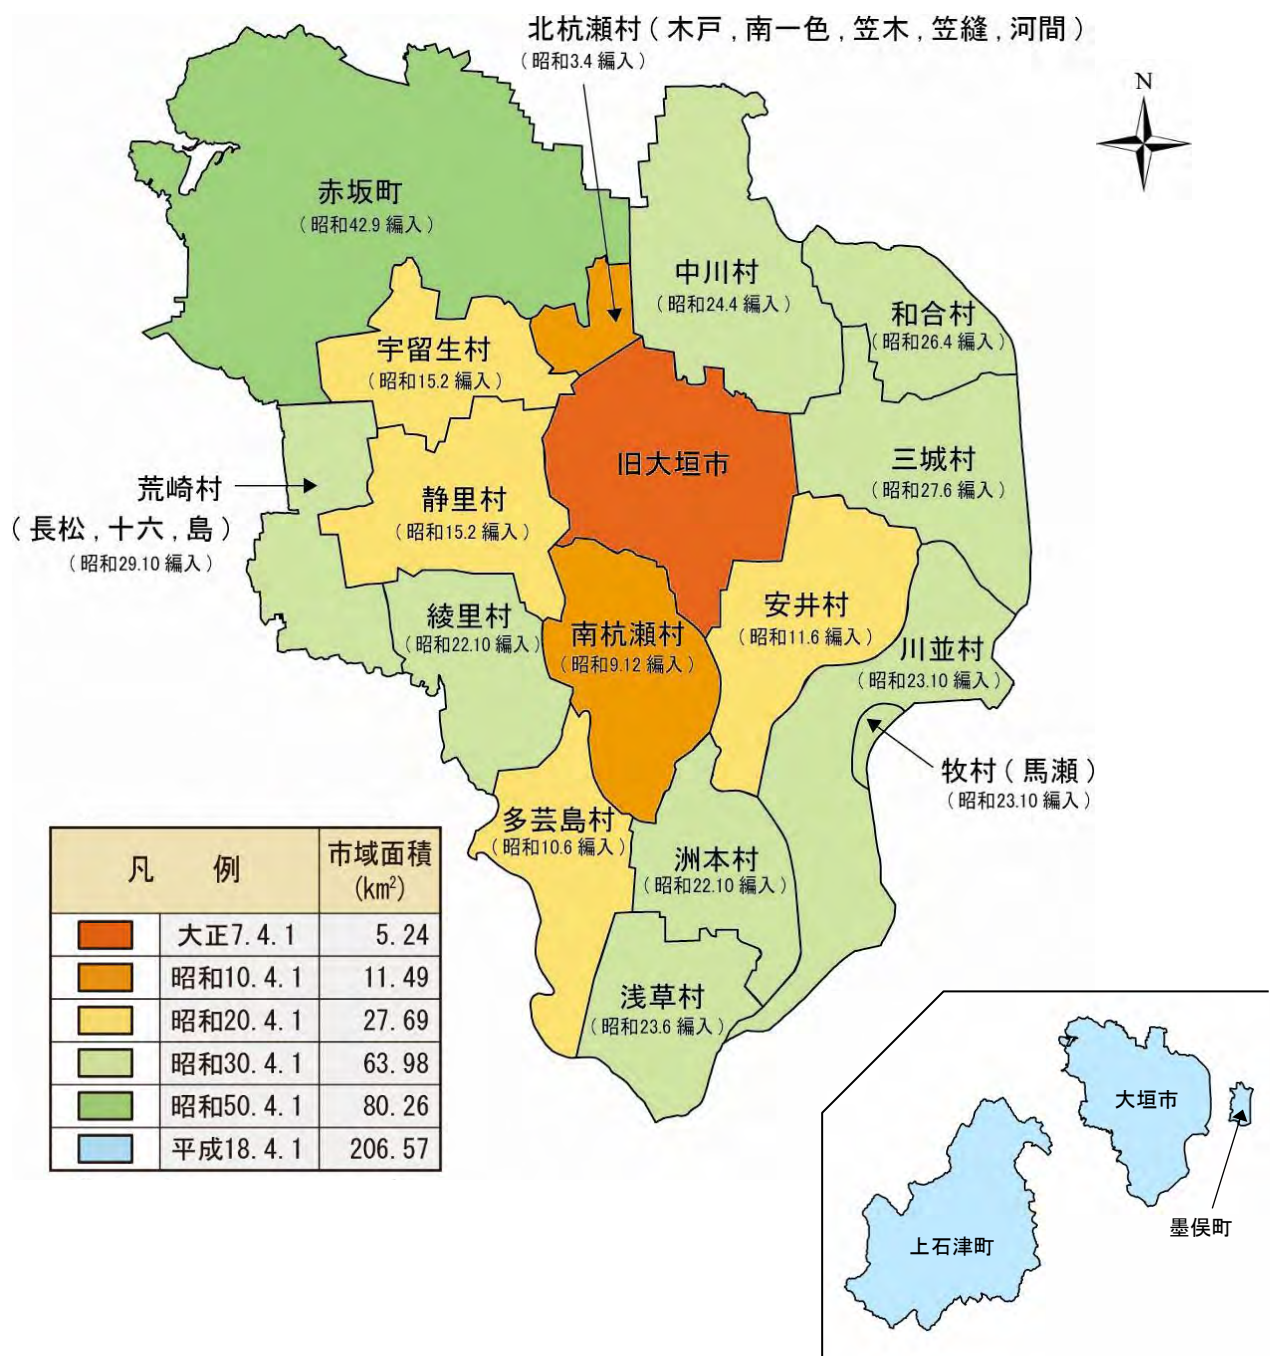 北杭瀬村（木戸，南一色，笠木，笠縫，河間）
（昭和3.4 編入）
N
赤坂町
（昭和42.9 編入）
中川村
（昭和24.4 編入）
和合村
（昭和26.4 編入）
宇留生村
（昭和15.2 編入）
旧大垣市
三城村
（昭和27.6 編入）
荒崎村
（長松，十六，島）
（昭和29.10 編入）
静里村
（昭和15.2 編入）
綾里村
（昭和22.10 編入）
南杭瀬村
（昭和9.12 編入）
安井村
（昭和11.6 編入）
川並村
（昭和23.10 編入）
牧村（馬瀬）
（昭和23.10 編入）
多芸島村
（昭和10.6 編入）
洲本村
（昭和22.10 編入）
浅草村
（昭和23.6 編入）
凡　例 市域面積
(km²)
大正7.4.1 5.24
昭和10.4.1 11.49
昭和20.4.1 27.69
昭和30.4.1 63.98
昭和50.4.1 80.26
平成18.4.1 206.57
大垣市
墨俣町
上石津町